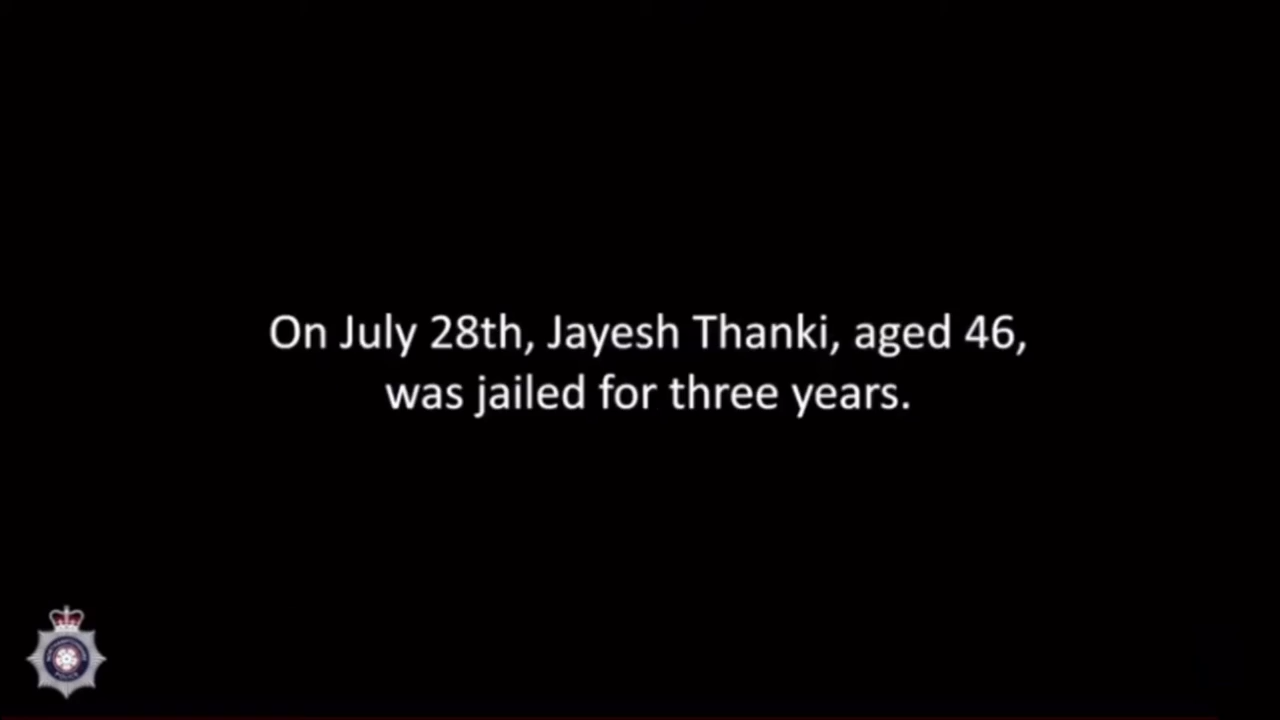 On July 28th, Jayesh Thanki, aged 46,
was jailed for three years.